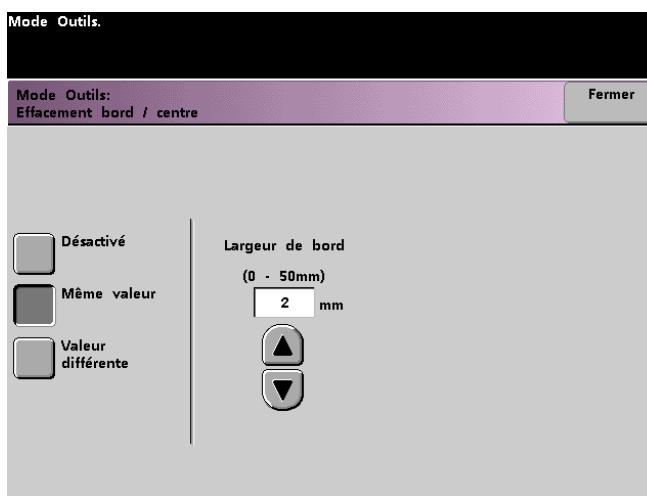 Mode Outils.
Mode Outils:
Effacement bord / centre
Fermer
Désactivé
Même valeur
Valeur
différente
Largeur de bord
(0 - 50mm)
2 mm